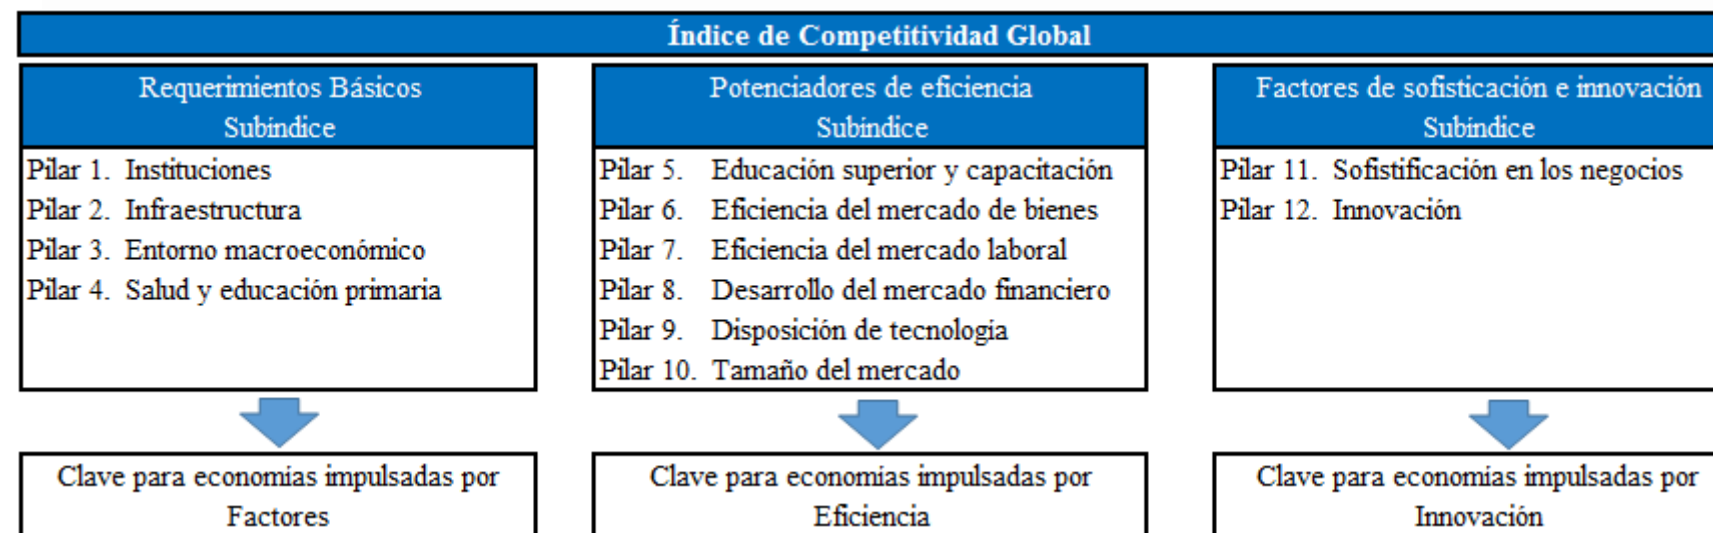 Índice de Competitividad Global
Requerimientos Básicos
Subíndice
Pilar 1. Instituciones
Pilar 2. Infraestructura
Pilar 3. Entorno macroeconómico
Pilar 4. Salud y educación primaria
Clave para economías impulsadas por
Factores
Potenciadores de eficiencia
Subíndice
Pilar 5. Educación superior y capacitación
Pilar 6. Eficiencia del mercado de bienes
Pilar 7. Eficiencia del mercado laboral
Pilar 8. Desarrollo del mercado financiero
Pilar 9. Disposición de tecnología
Pilar 10. Tamaño del mercado
Clave para economías impulsadas por
Eficiencia
Factores de sofisticación e innovación
Subíndice
Pilar 11. Sofistificación en los negocios
Pilar 12. Innovación
Clave para economías impulsadas por
Innovación